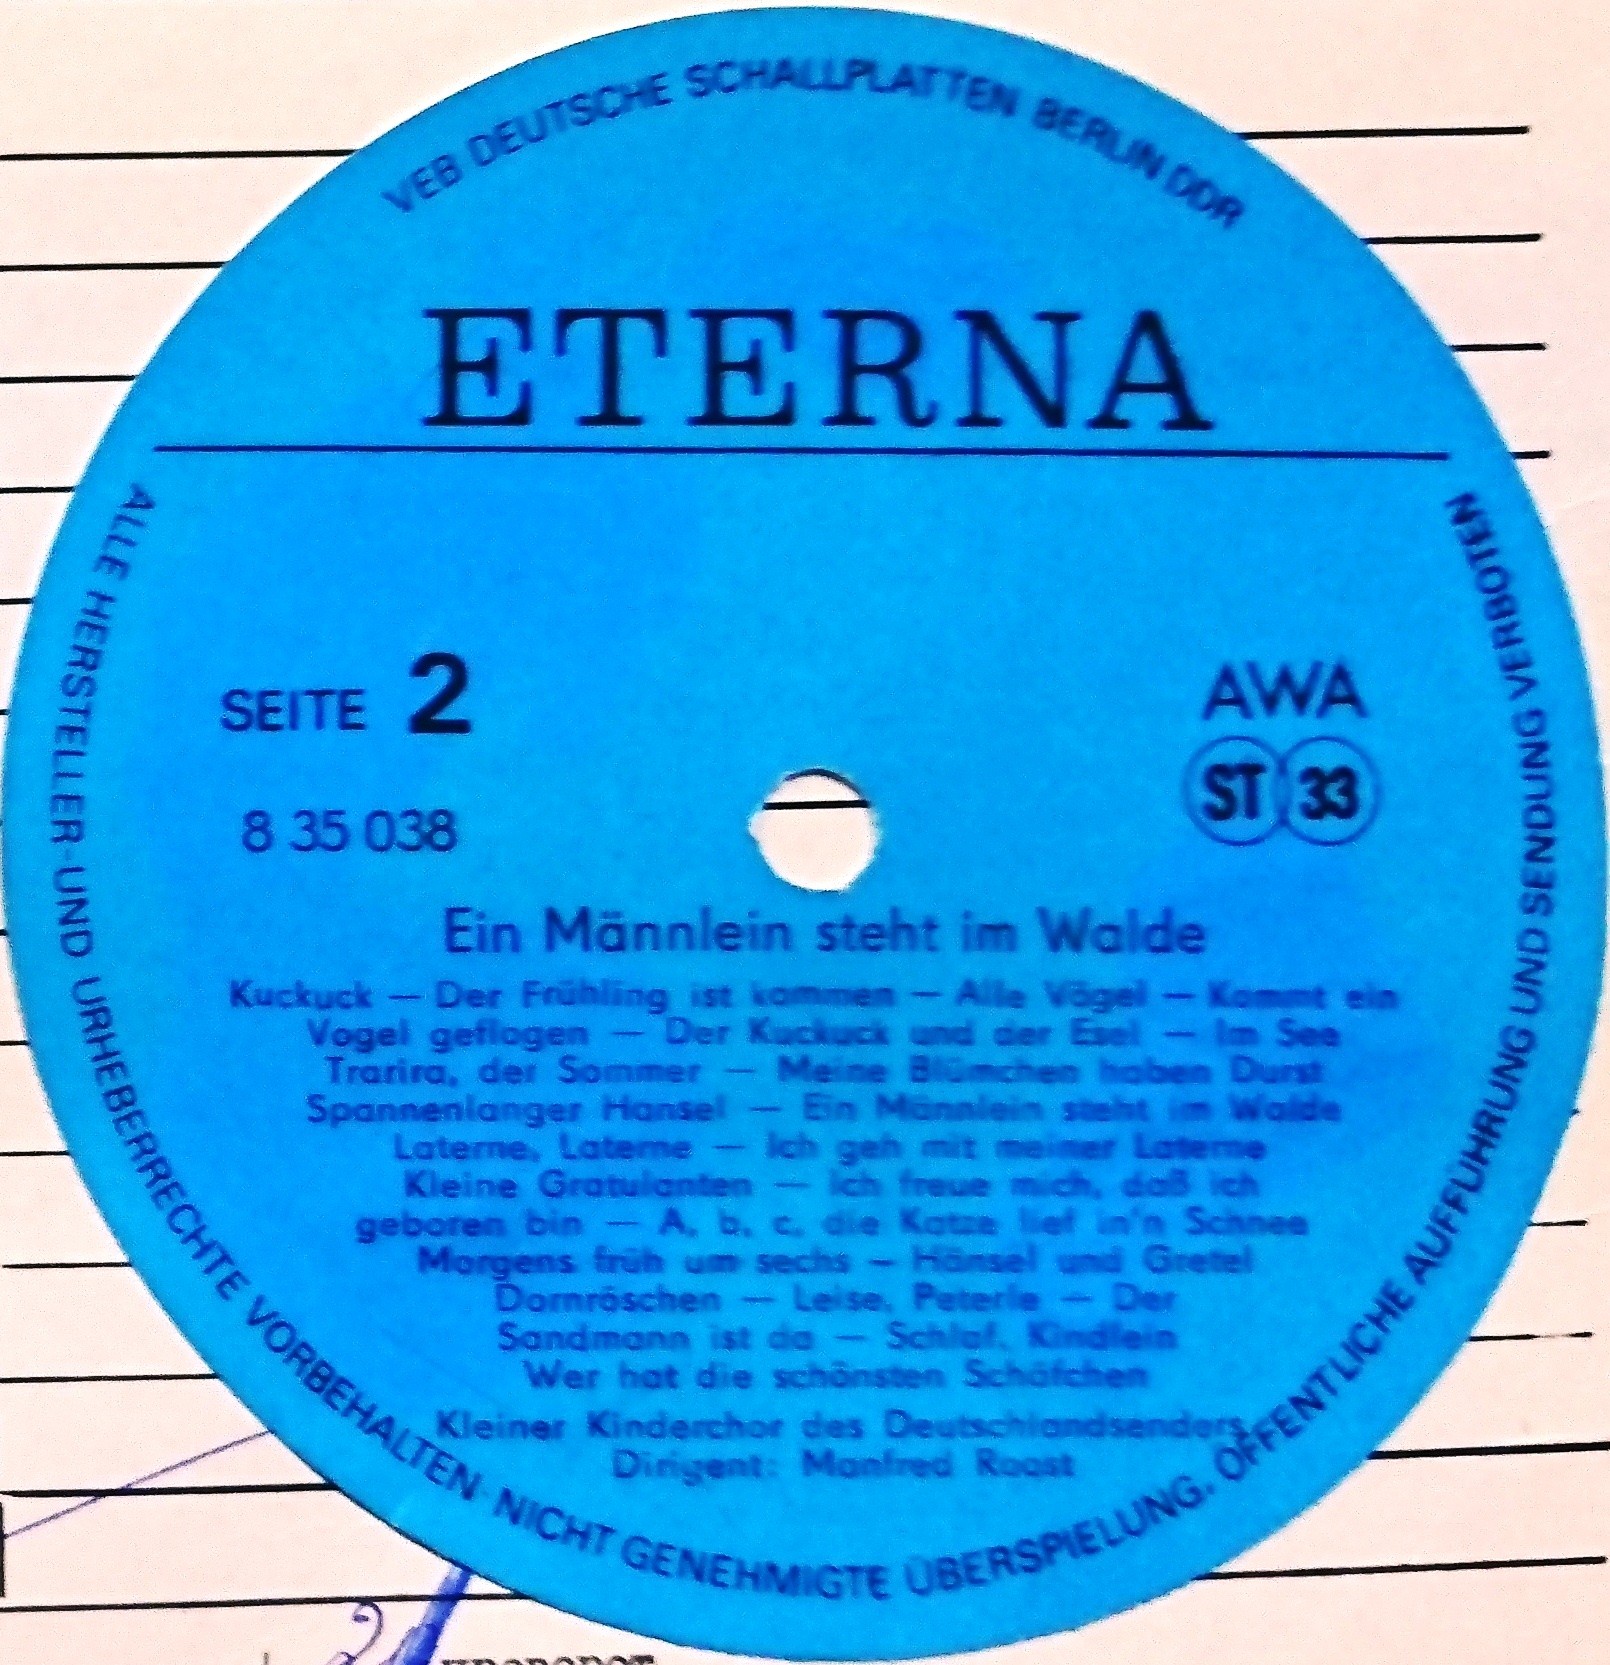 VEB DEUTSCHE SCHALLPLATTEN BERLIN DDR
ETERNA
SEITE 2
AWA
8 35 038
ST 33
Ein Männlein steht im Walde
Kuckuck — Der Frühling ist kommen — Alle Vögel — Kommt ein
Vogel geflogen — Der Kuckuck und der Esel — Im See
Trarira, der Sommer — Meine Blümchen haben Durst
Spannenlanger Hansel — Ein Männlein steht im Walde
Laterne, Laterne — Ich geh mit meiner Laterne
Kleine Gratulanten — Ich freue mich, daß ich
geboren bin — A, b, c, die Katze lief in'n Schnee
Morgens früh um sechs — Hänsel und Gretel
Dornröschen — Leise, Peterle — Der
Sandmann ist da — Schlaf, Kindlein
Wer hat die schönsten Schäfchen
Kleiner Kinderchor des Deutschlandsenders
Dirigent: Manfred Roost
ALLE HERSTELLER-UND URHEBERRECHTE VORBEHALTEN· NICHT GENEHMIGTE ÜBERSPIELUNG, ÖFFENTLICHE AUFFÜHRUNG UND SENDUNG VERBOTEN